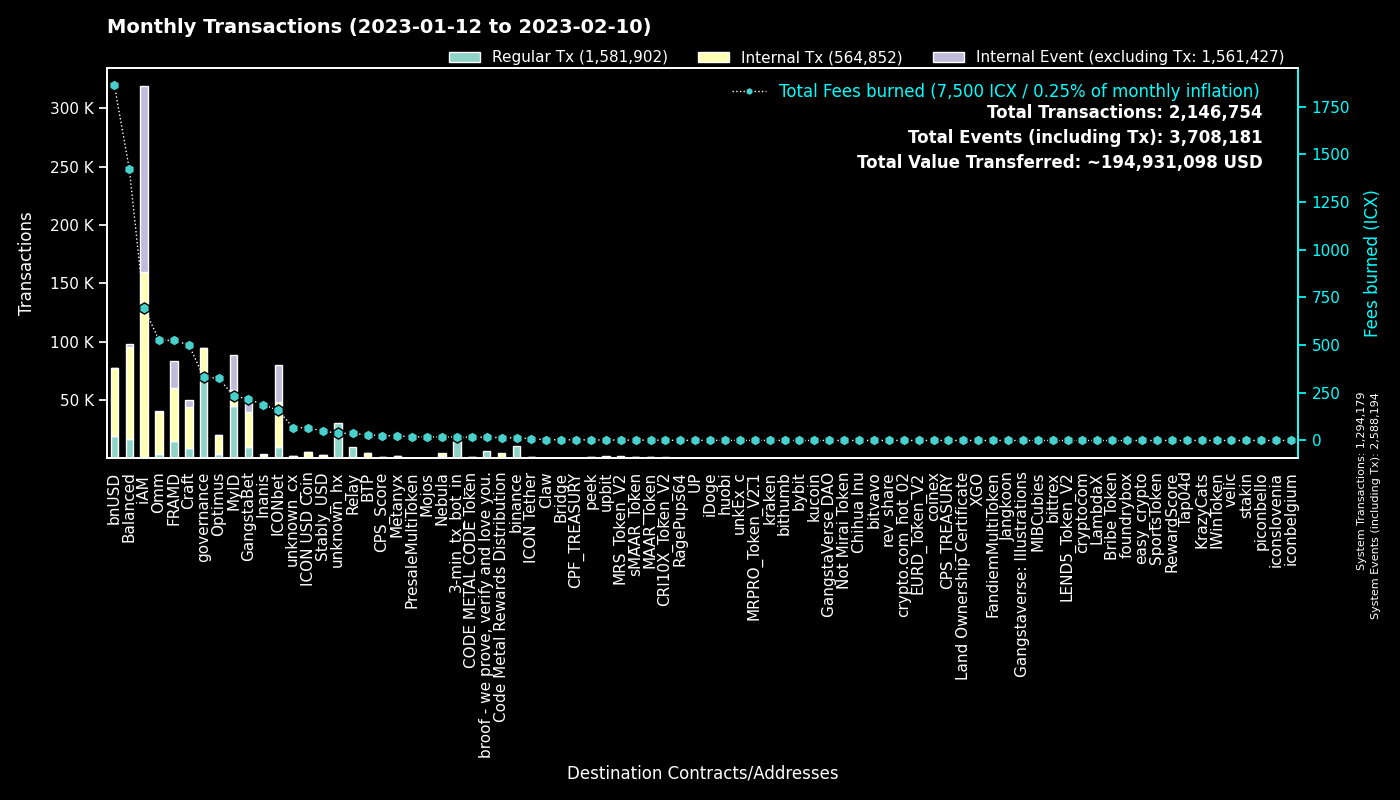 Monthly Transactions (2023-01-12 to 2023-02-10)
Regular Tx (1,581,902)
Internal Tx (564,852)
Internal Event (excluding Tx: 1,561,427)
Total Fees burned (7,500 ICX / 0.25% of monthly inflation)
Total Transactions: 2,146,754
Total Events (including Tx): 3,708,181
Total Value Transferred: ~194,931,098 USD
Transactions
300 K
250 K
200 K
150 K
100 K
50 K
1750
1500
1250
1000
750
500
250
0
Fees burned (ICX)
System Transactions: 1,294,179
System Events (including Tx): 2,588,194
bnUSD
Balanced
IAM
Omm
FRAMD
Craft
governance
Optimus
MyID
GangstaBet
Inanis
ICONbet
unknown_cx
ICON_USD_Coin
Stably_USD
unknown_hx
Relay
BTP
CPS_Score
Metanyx
PresaleMultiToken
Mojos
Nebula
3-min_tx_bot_in
CODE METAL CODE Token
broof - we prove, verify and love you.
Code Metal Rewards Distribution
binance
ICON Tether
Claw
Bridge
CPF_TREASURY
peek
upbit
MRS_Token_V2
sMAAR_Token
MAAR_Token
CRI10X_Token_V2
RagePups64
UP
iDoge
huobi
unkEx_c
MRPRO_Token_V271
kraken
bithumb
bybit
kucoin
GangstaVerse DAO
Not Mirai Token
Chihua Inu
bitvavo
rev_share
crypto.com_hot_02
EURD_Token_V2
coinex
CPS_TREASURY
Land Ownership Certificate
XGO
FandiemMultiToken
Jangkoon
Gangstaverse: Illustrations
MIBCubies
bittrex
LEND5_Token_V2
cryptocom
LambdaX
Bribe Token
foundrybox
easy_crypto
SportsToken
RewardsScore
Tap04d
KrazyCats
IWinToken
velic
stakin
piconbello
iconslovenia
iconbelgium
Destination Contracts/Addresses